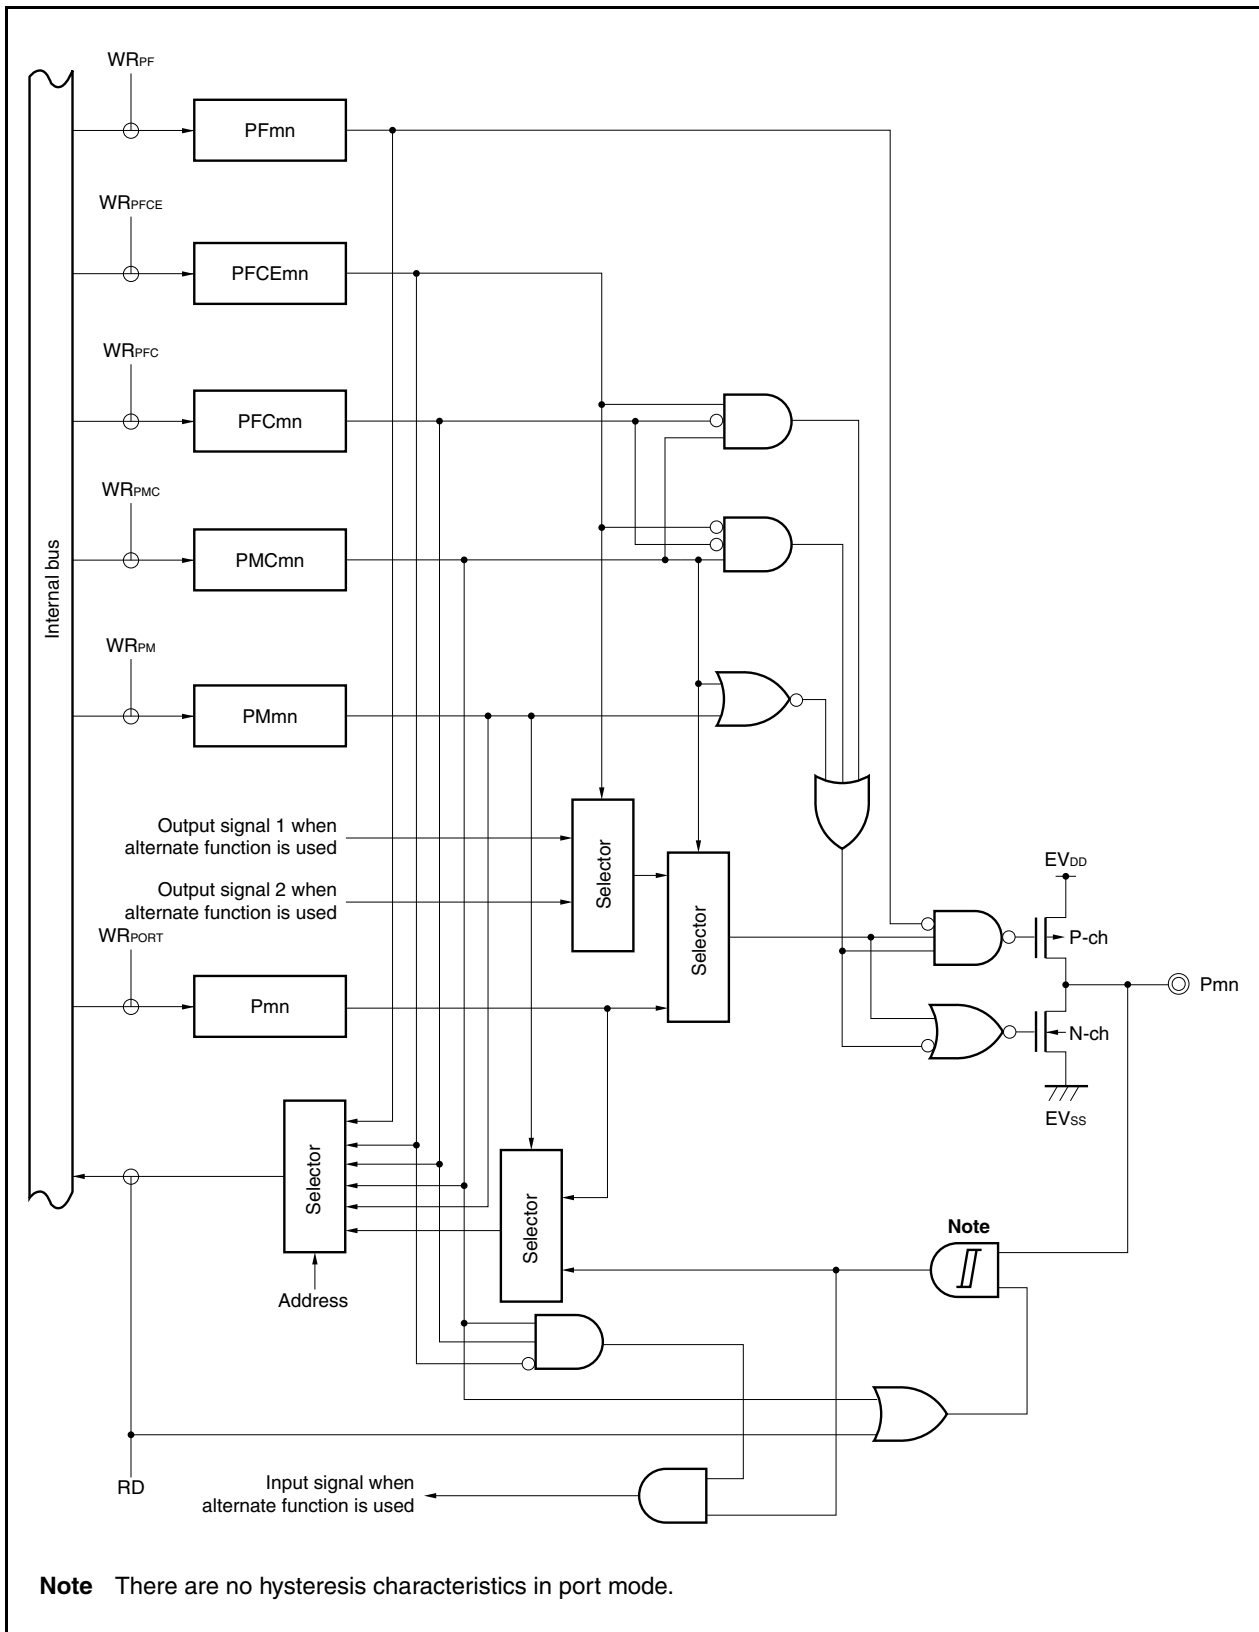 WRPF
PFmn
WRPFCE
PFCEmn
WRPFC
PFCmn
WRPMC
PMCmn
Internal bus
WRPM
PMmn
Output signal 1 when
alternate function is used
Output signal 2 when
alternate function is used
Selector
Selector
WRPORT
Pmn
EVDD
P-ch
Pmn
N-ch
EVSS
Selector
Selector
Address
Note
RD
Input signal when
alternate function is used
Note There are no hysteresis characteristics in port mode.